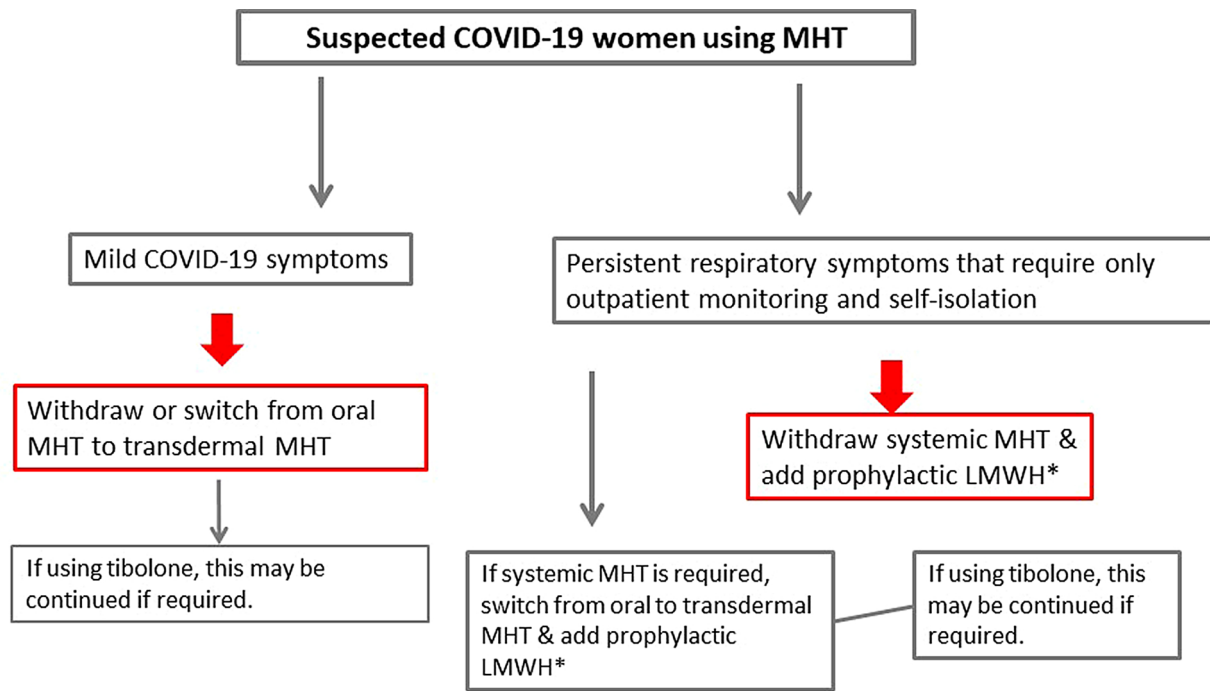 Suspected COVID-19 women using MHT
Mild COVID-19 symptoms
Withdraw or switch from oral
MHT to transdermal MHT
If using tibolone, this may be
continued if required.
Persistent respiratory symptoms that require only
outpatient monitoring and self-isolation
Withdraw systemic MHT &
add prophylactic LMWH*
If systemic MHT is required,
switch from oral to transdermal
MHT & add prophylactic
LMWH*
If using tibolone, this
may be continued if
required.